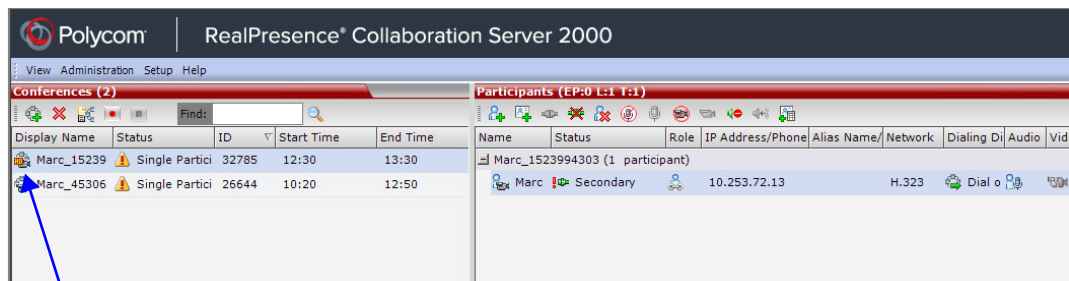 Polycom | RealPresence® Collaboration Server 2000
View Administration Setup Help
Conferences (2)
Participants (EP:0 L:1 T:1)
Find:
Display Name Status ID Start Time End Time
Name Status Role IP Address/Phone Alias Name/ Network Dialing Di Audio Vid
Marc_15239 Single Partici 32785 12:30 13:30
Marc_1523994303 (1 participant)
Marc_45306 Single Partici 26644 10:20 12:50
Marc Secondary 10.253.72.13 H.323 Dial o